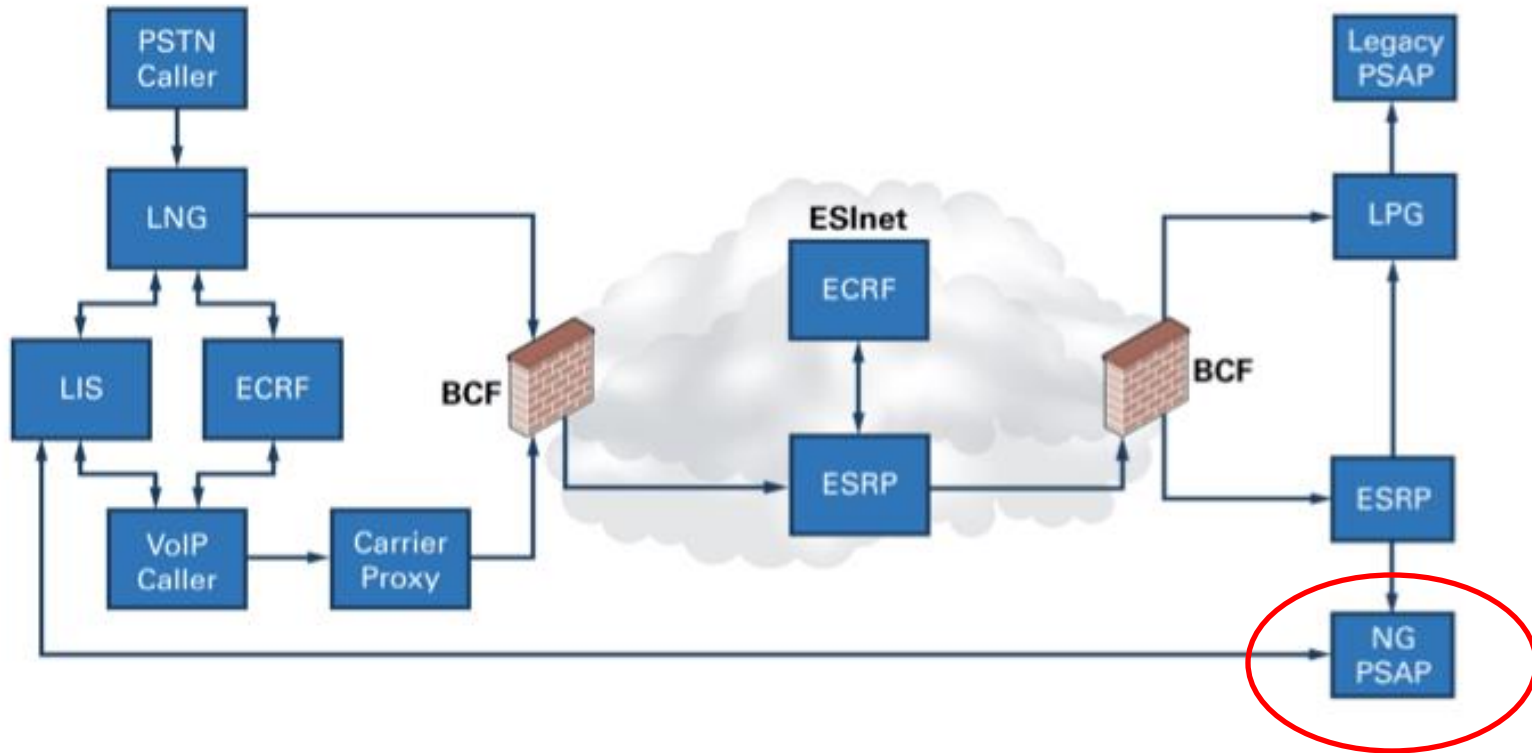 PSTN
Caller
Legacy
PSAP
LNG
ESInet
LPG
ECRF
LIS
ECRF
BCF
BCF
ESRP
ESRP
VoIP
Caller
Carrier
Proxy
NG
PSAP